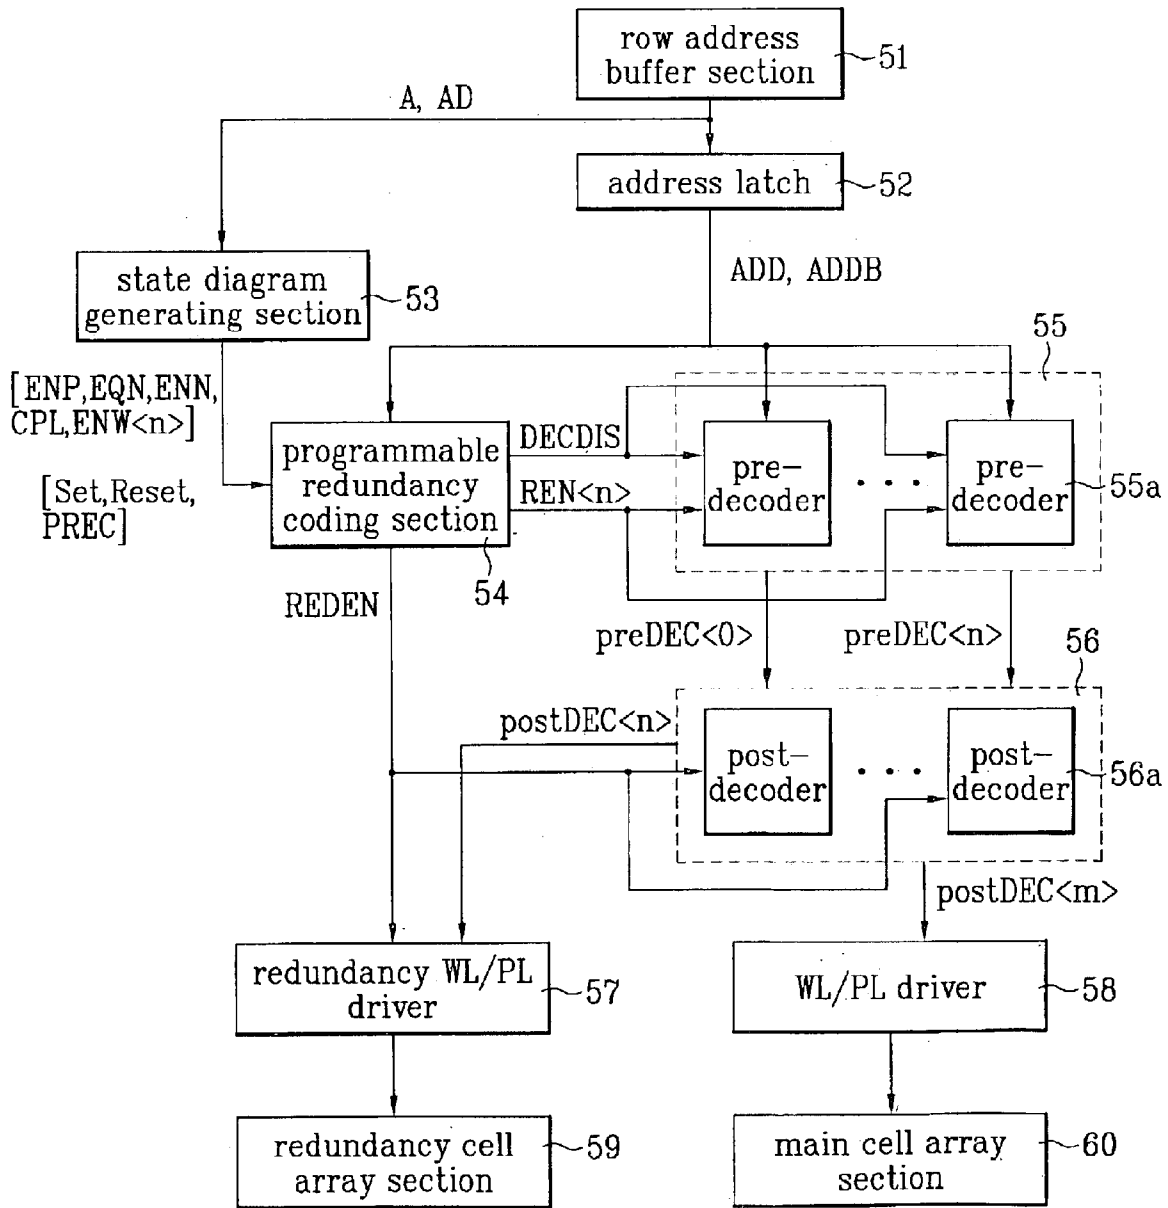 row address
buffer section
51
A, AD
address latch
52
ADD, ADDB
state diagram
generating section
53
55
[ENP,EQN,ENN,
CPL,ENW<n>]
[Set,Reset,
PREC]
programmable
redundancy
coding section
54
DECDIS
REN<n>
pre-
decoder
. . .
pre-
decoder
55a
REDEN
preDEC<0>
preDEC<n>
56
postDEC<n>
post-
decoder
. . .
post-
decoder
56a
postDEC<m>
redundancy WL/PL
driver
57
WL/PL driver
58
redundancy cell
array section
59
main cell array
section
60